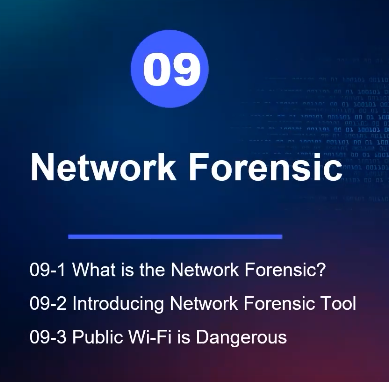 09
Network Forensic
09-1 What is the Network Forensic?
09-2 Introducing Network Forensic Tool
09-3 Public Wi-Fi is Dangerous